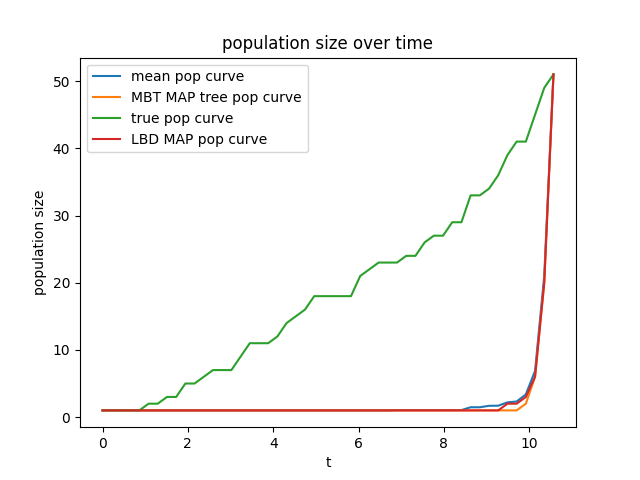 population size over time
mean pop curve
MBT MAP tree pop curve
true pop curve
LBD MAP pop curve
population size
50
40
30
20
10
0
0 2 4 6 8 10
t